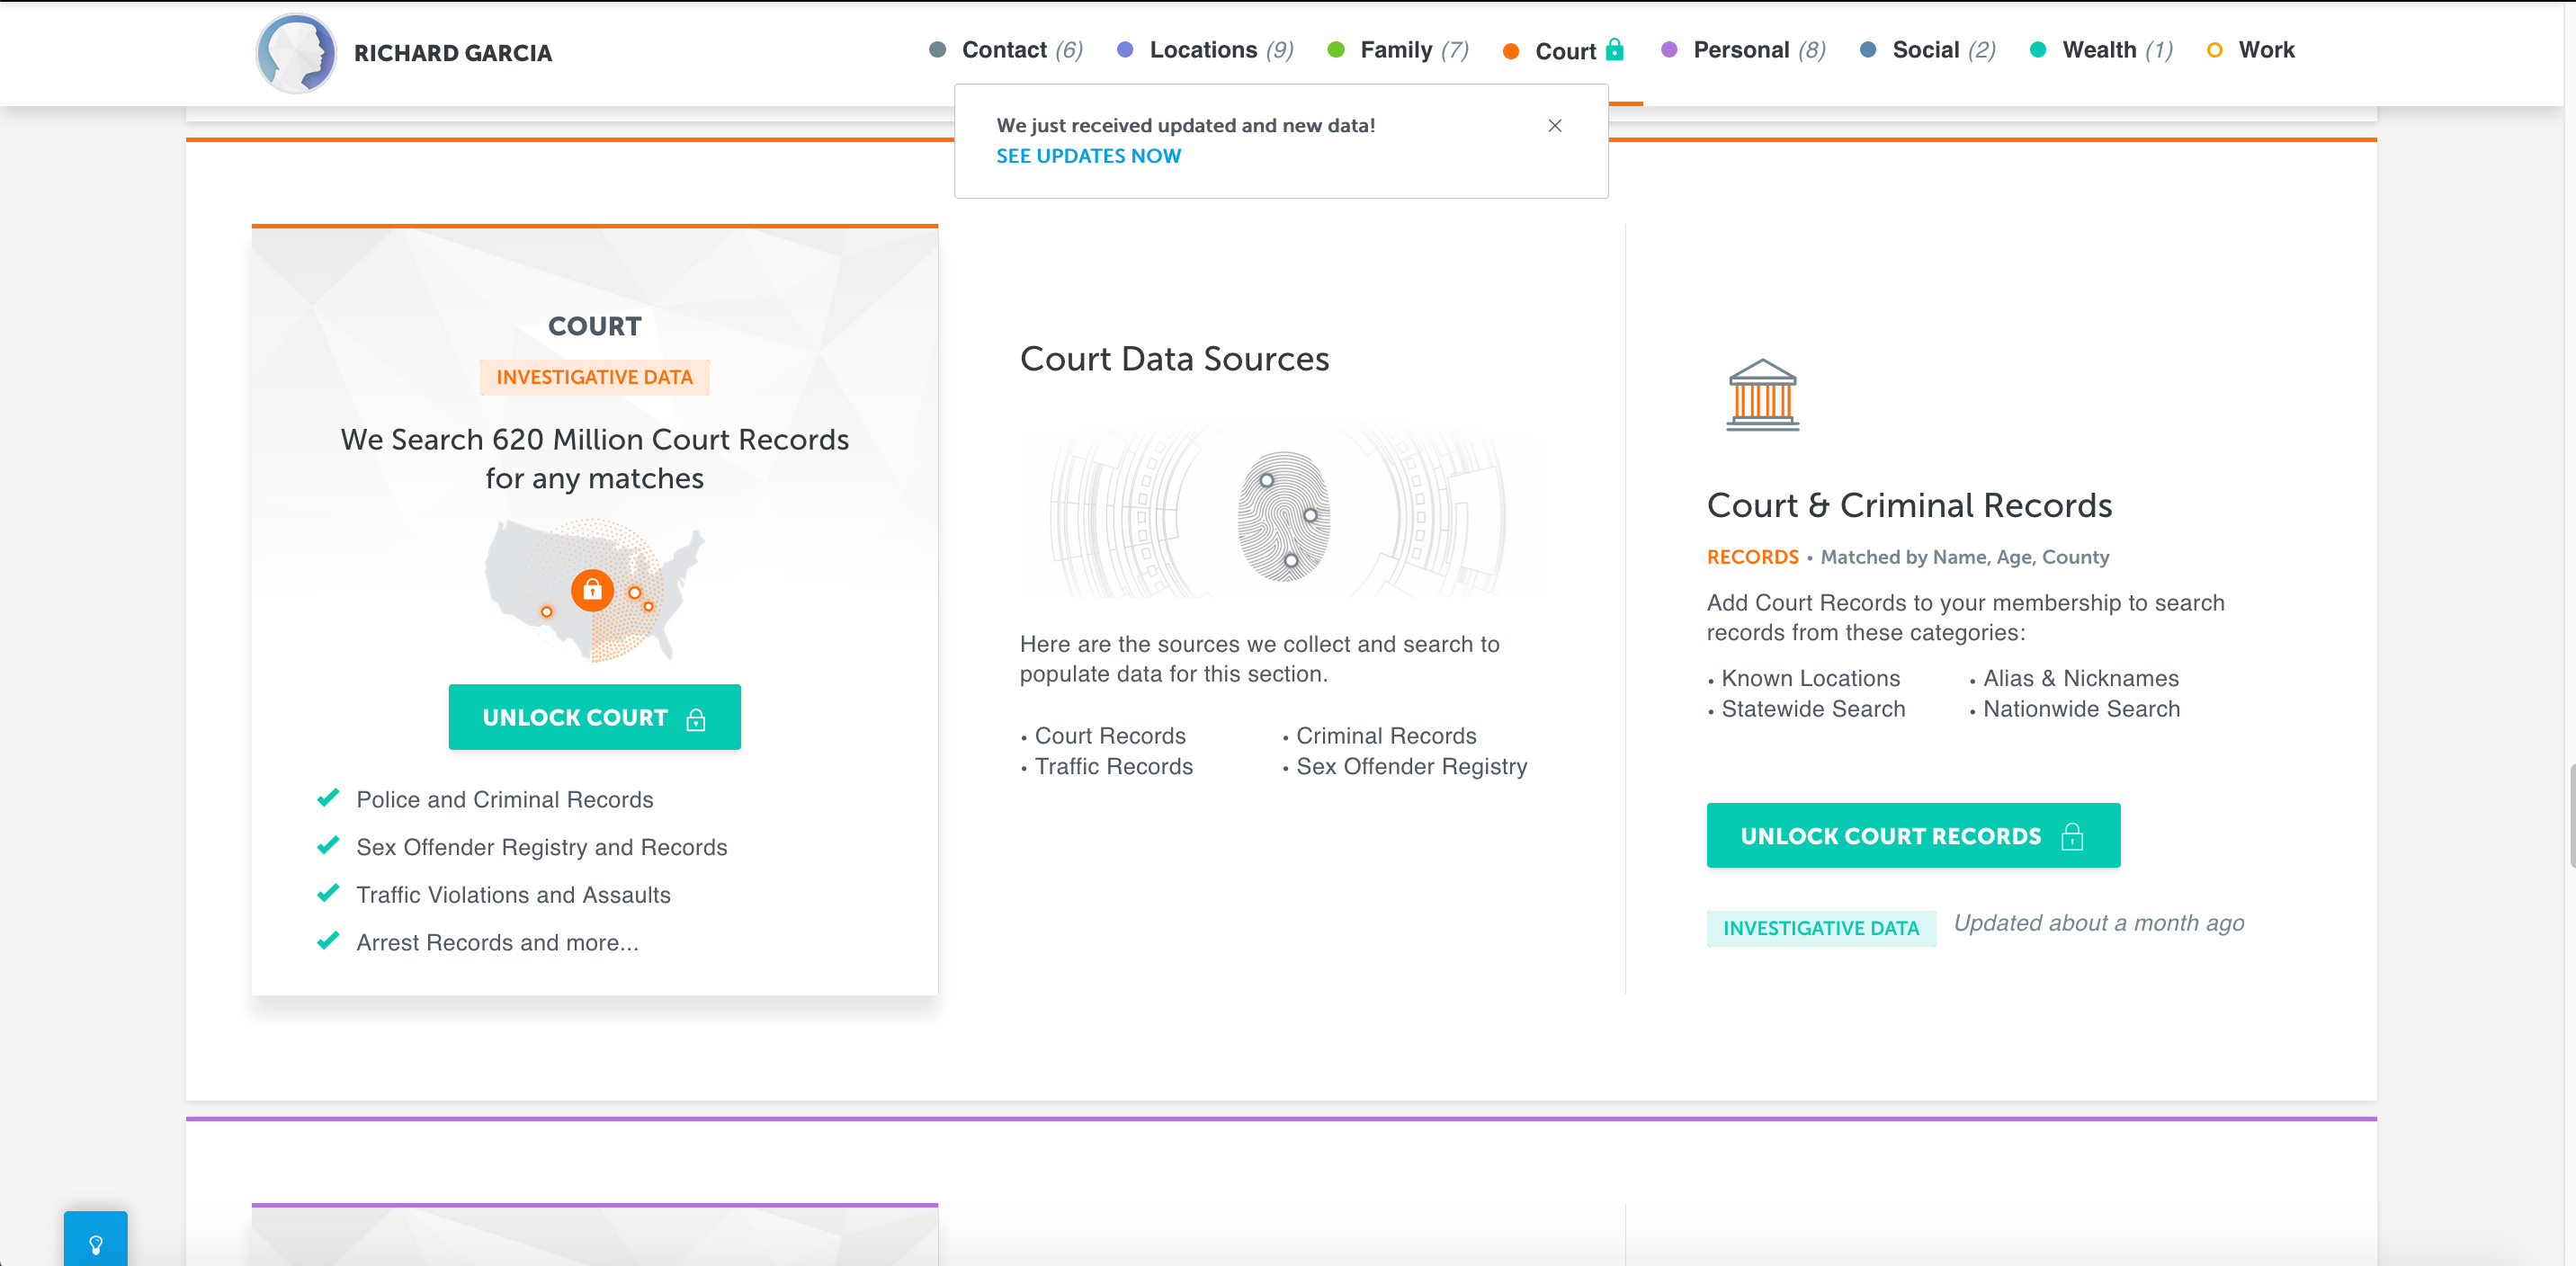 RICHARD GARCIA
Contact (6)
Locations (9)
Family (7)
Court
Personal (8)
Social (2)
Wealth (1)
Work
We just received updated and new data!
SEE UPDATES NOW
COURT
INVESTIGATIVE DATA
We Search 620 Million Court Records
for any matches
UNLOCK COURT
Police and Criminal Records
Sex Offender Registry and Records
Traffic Violations and Assaults
Arrest Records and more...
Court Data Sources
Here are the sources we collect and search to
populate data for this section.
• Court Records
• Criminal Records
• Traffic Records
• Sex Offender Registry
Court & Criminal Records
RECORDS • Matched by Name, Age, County
Add Court Records to your membership to search
records from these categories:
• Known Locations
• Alias & Nicknames
• Statewide Search
• Nationwide Search
UNLOCK COURT RECORDS
INVESTIGATIVE DATA
Updated about a month ago